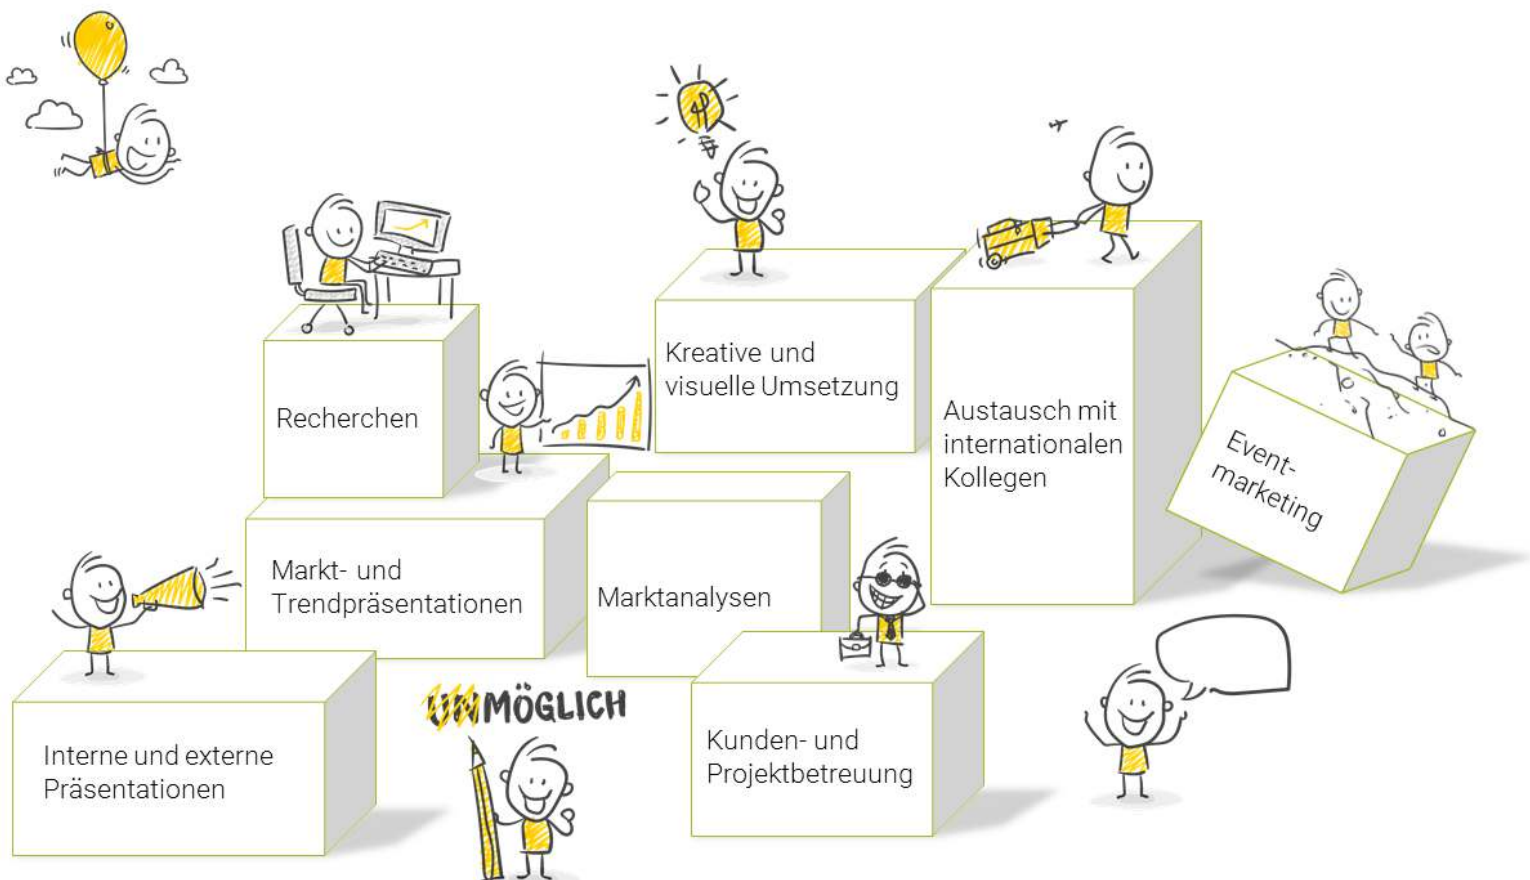 Kreative und
visuelle Umsetzung
Recherchen
Austausch mit
internationalen
Kollegen
Event-
marketing
Markt- und
Trendpräsentationen
Marktanalysen
UNMÖGLICH
Interne und externe
Präsentationen
Kunden- und
Projektbetreuung